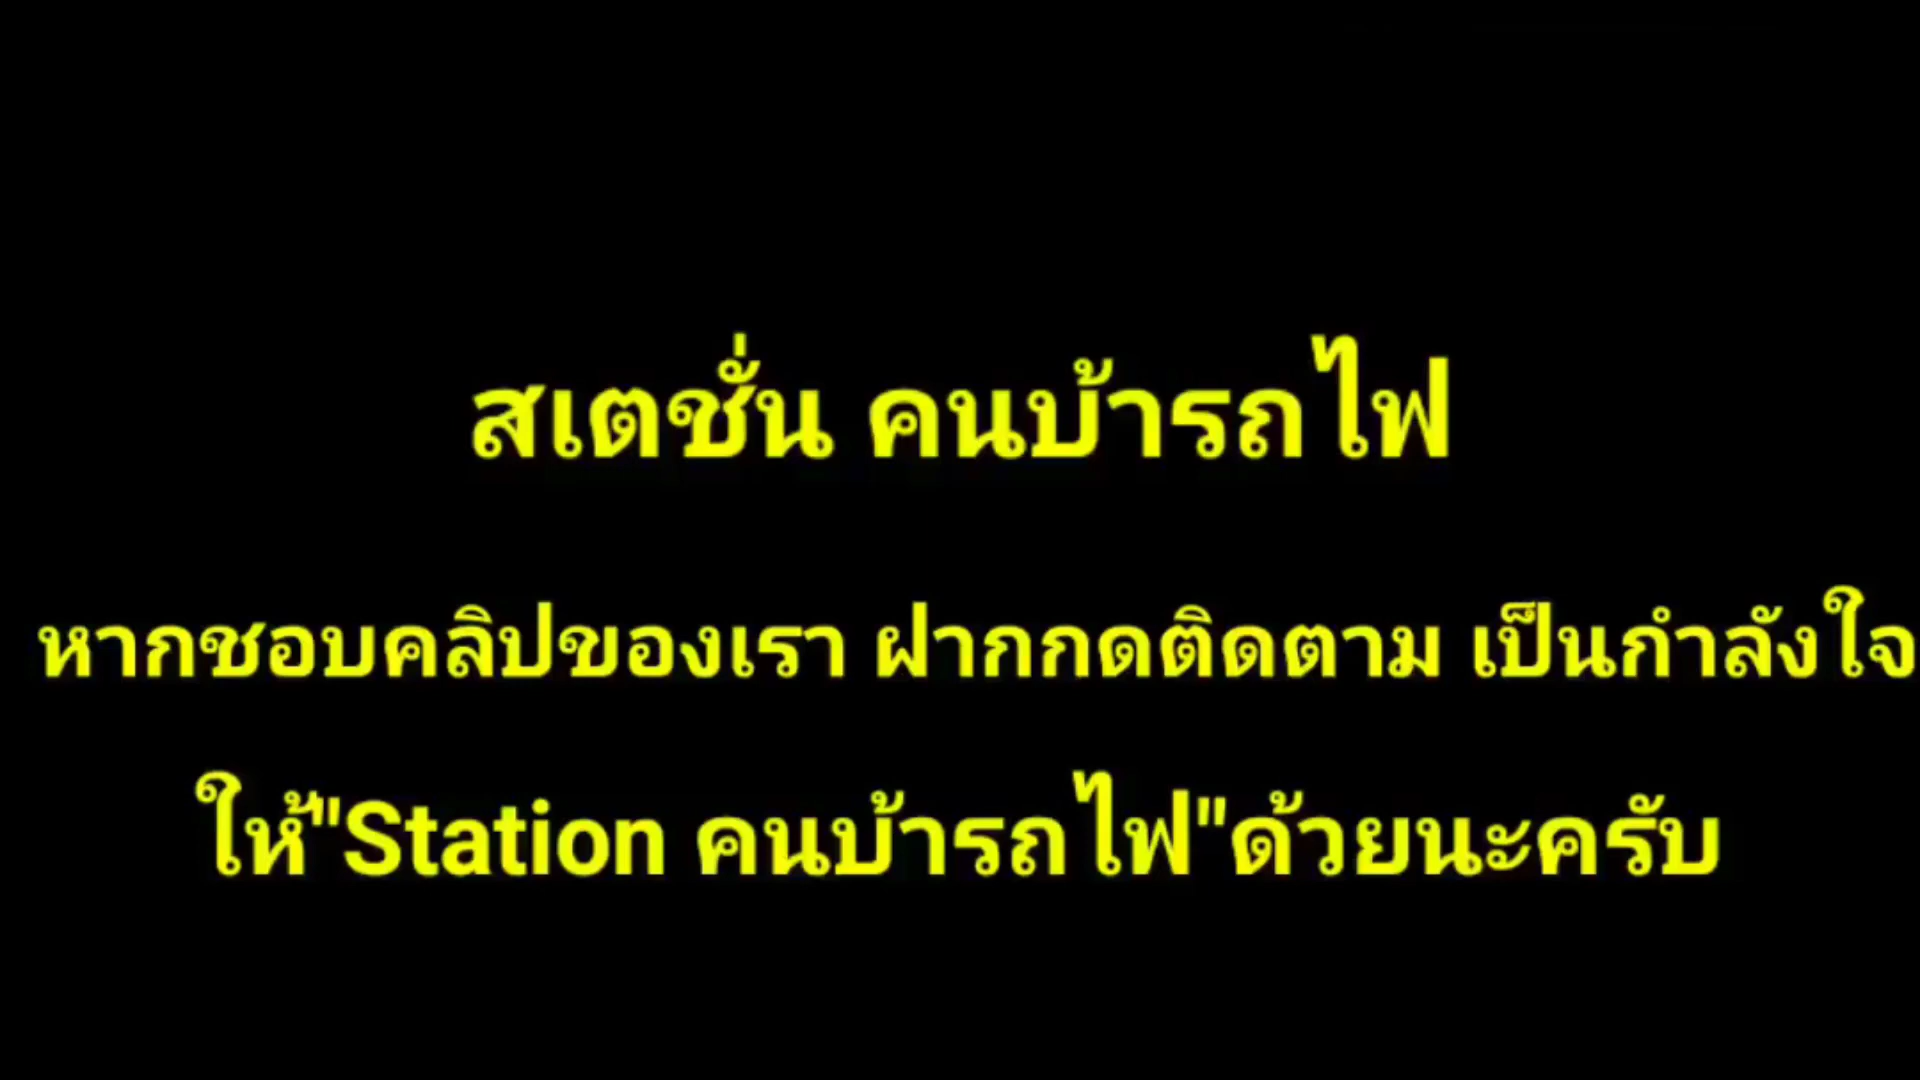 สเตชั่น คนบ้ารถไฟ
หากชอบคลิปของเรา ฝากกดติดตาม เป็นกำลังใจ
ให้"Station คนบ้ารถไฟ"ด้วยนะครับ